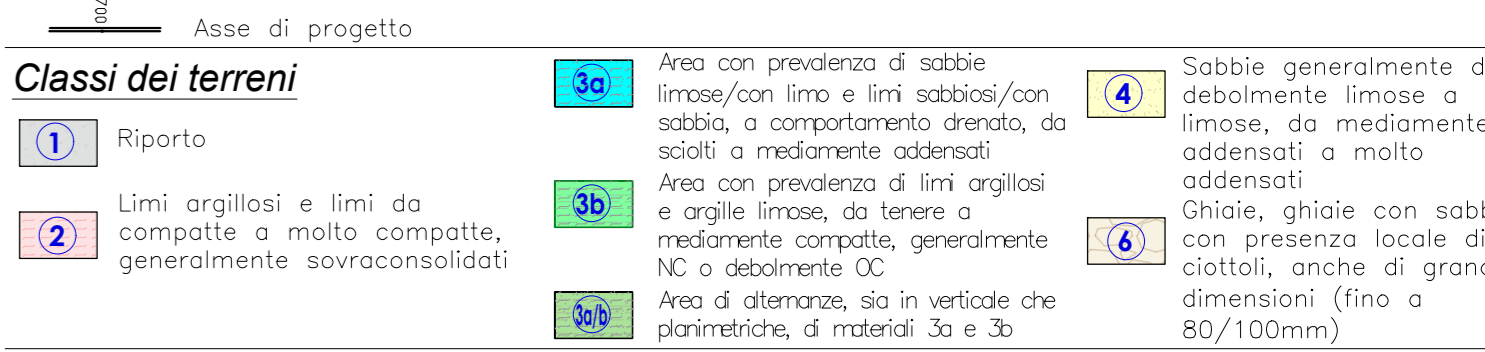 700
Asse di progetto
Classi dei terreni
1
Riporto
2
Limi argillosi e limi da
compatte a molto compatte,
generalmente sovraconsolidati
3a
Area con prevalenza di sabbie
limose/con limo e limi sabbiosi/con
sabbia, a comportamento drenato, da
sciolti a mediamente addensati
3b
Area con prevalenza di limi argillosi
e argille limose, da tenere a
mediamente compatte, generalmente
NC o debolmente OC
3a/b
Area di alternanze, sia in verticale che
planimetriche, di materiali 3a e 3b
4
Sabbie generalmente d
debolmente limose a
limose, da mediamente
addensati a molto
addensati
6
Ghiaie, ghiaie con sabb
con presenza locale di
ciottoli, anche di grand
dimensioni (fino a
80/100mm)